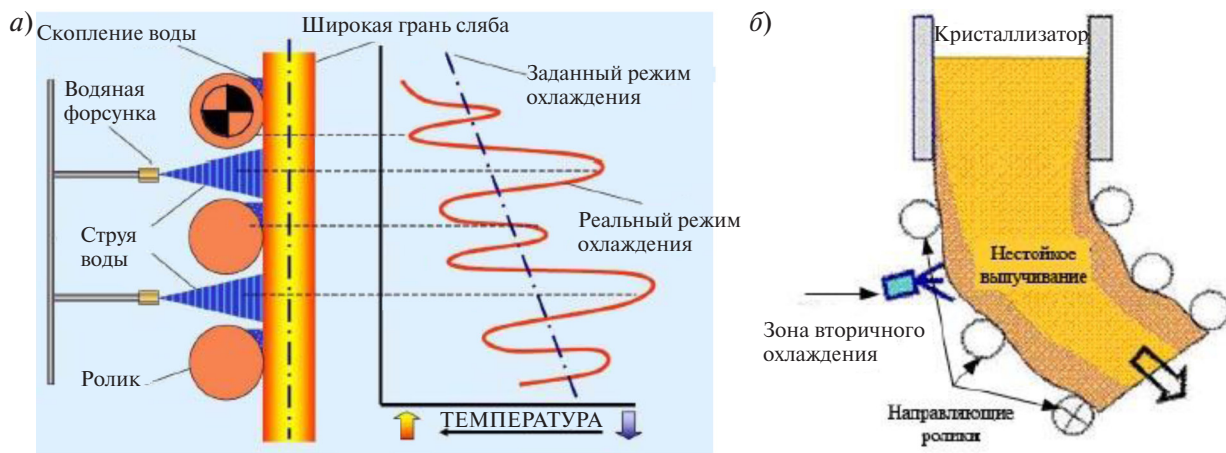 а)
Скопление воды
Широкая грань сляба
Водяная
форсунка
Заданный режим
охлаждения
Струя
воды
Реальный режим
охлаждения
Ролик
ТЕМПЕРАТУРА
б)
Кристаллизатор
Нестойкое
выпучивание
Зона вторичного
охлаждения
Направляющие
ролики